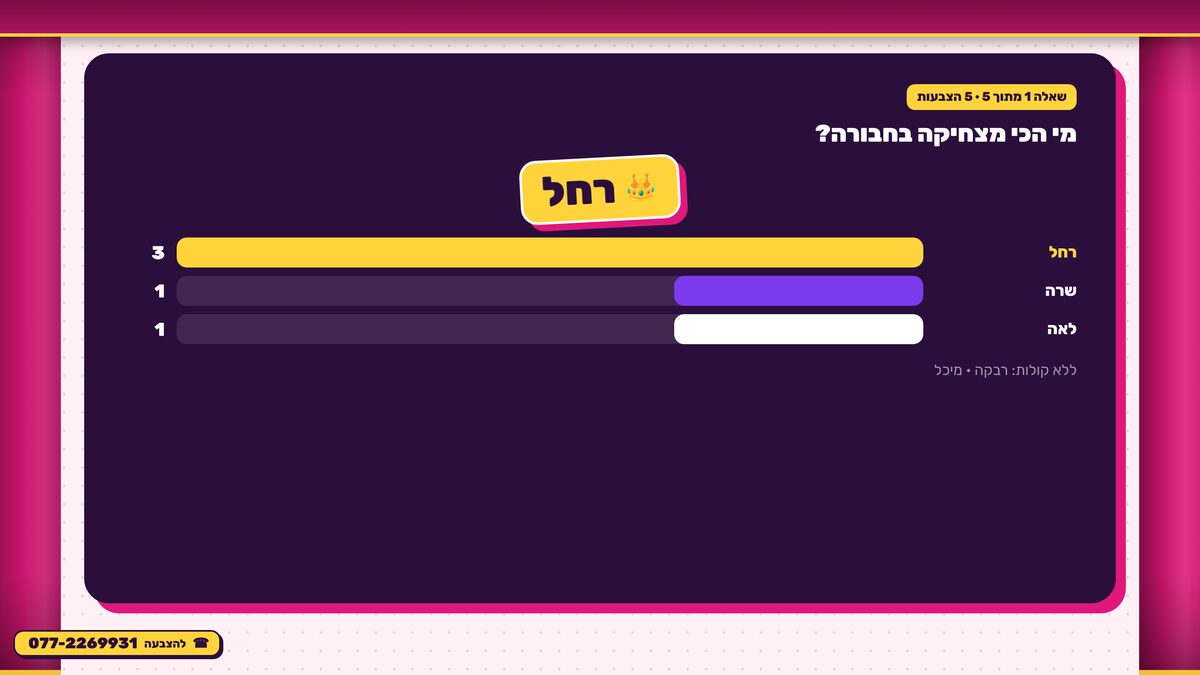 שאלה 1 מתוך 5 • 5 הצבעות
מי הכי מצחיקה בחבורה?
👑 רחל
רחל 3
שרה 1
לאה 1
ללא קולות: רבקה • מיכל
☎ להצבעה 077-2269931